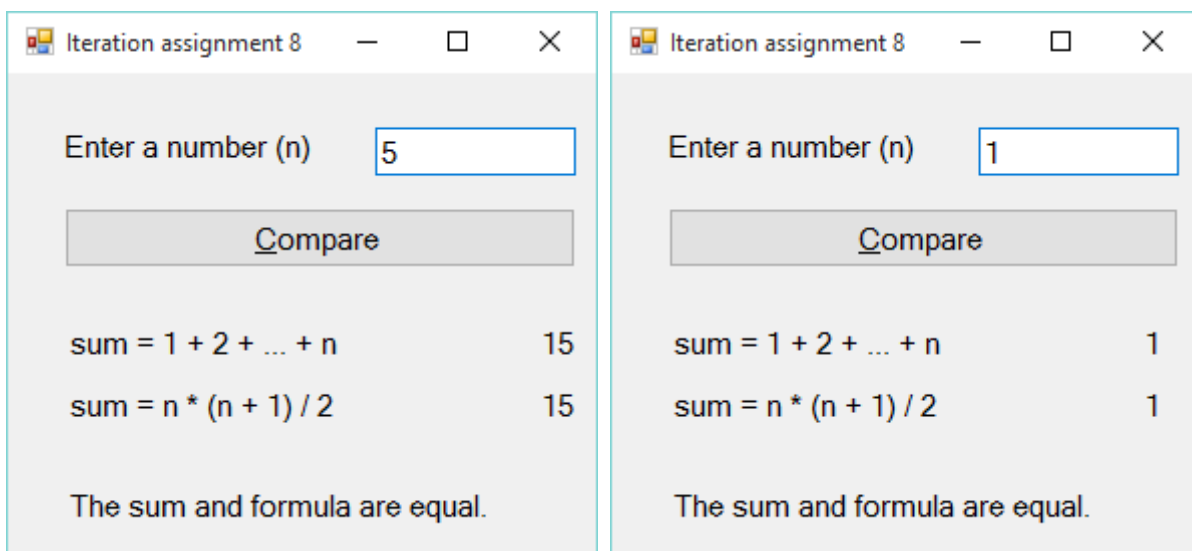 Iteration assignment 8
Enter a number (n) 5
Compare
sum = 1 + 2 + ... + n 15
sum = n * (n + 1) / 2 15
The sum and formula are equal.
Iteration assignment 8
Enter a number (n) 1
Compare
sum = 1 + 2 + ... + n 1
sum = n * (n + 1) / 2 1
The sum and formula are equal.